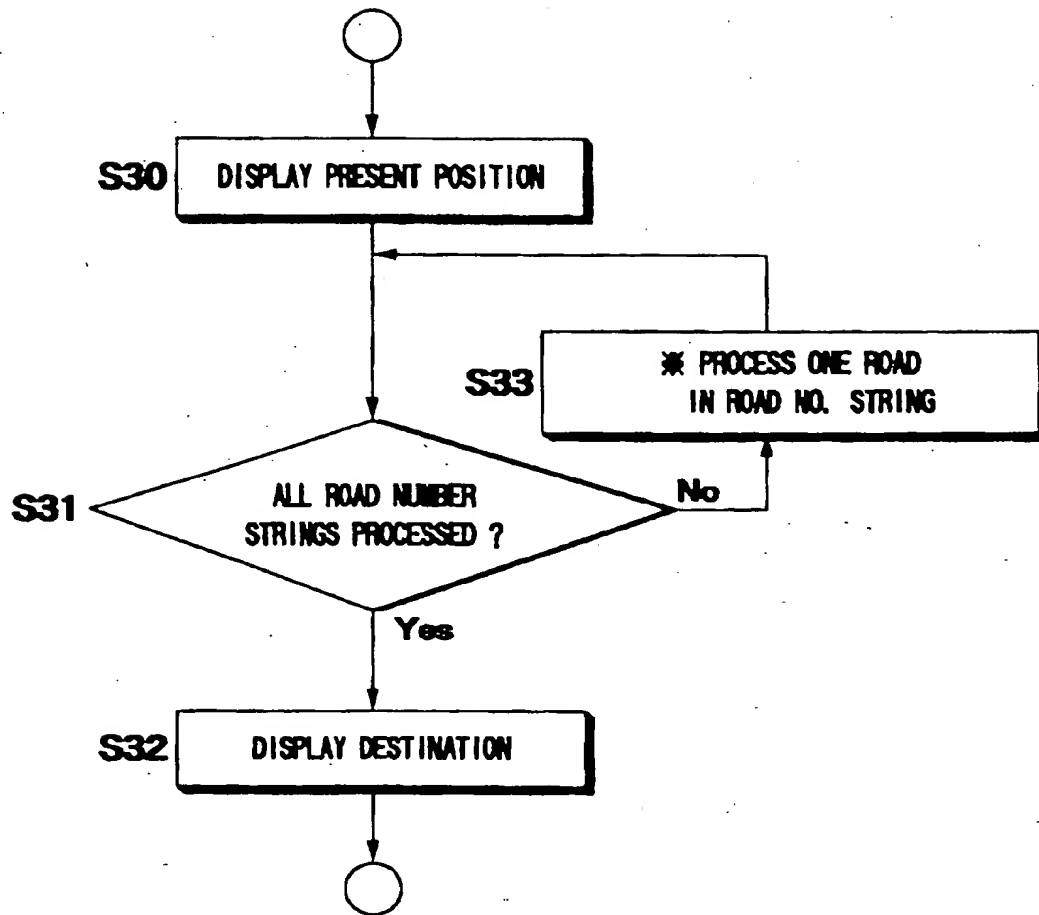 S30 DISPLAY PRESENT POSITION
S33 ※ PROCESS ONE ROAD
IN ROAD NO. STRING
S31 ALL ROAD NUMBER
STRINGS PROCESSED ?
No
Yes
S32 DISPLAY DESTINATION